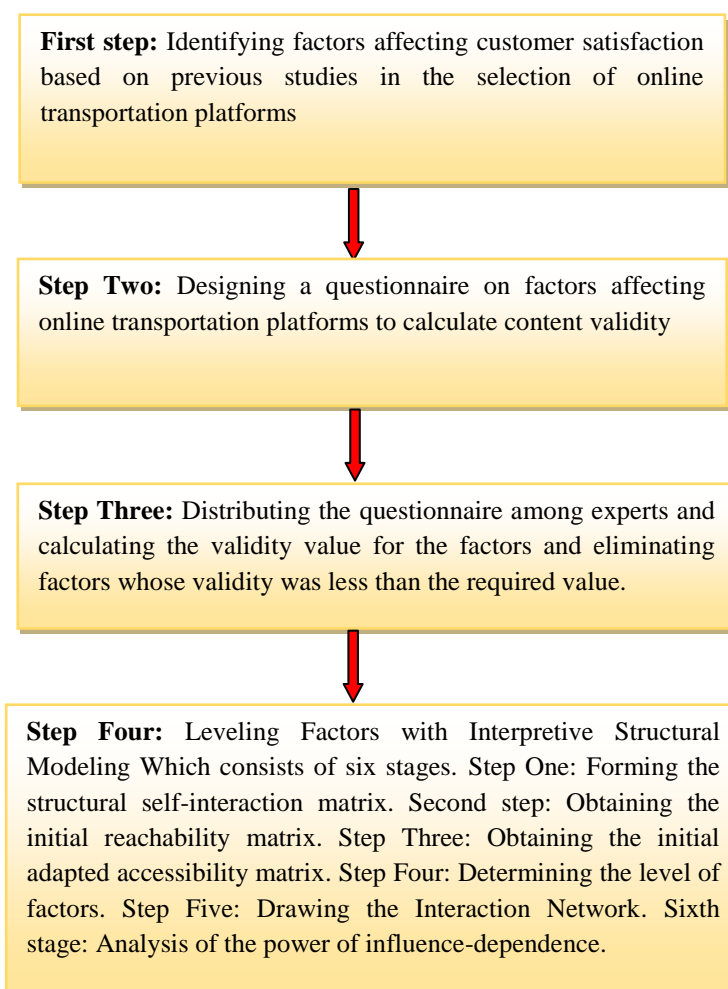 First step: Identifying factors affecting customer satisfaction
based on previous studies in the selection of online
transportation platforms
Step Two: Designing a questionnaire on factors affecting
online transportation platforms to calculate content validity
Step Three: Distributing the questionnaire among experts and
calculating the validity value for the factors and eliminating
factors whose validity was less than the required value.
Step Four: Leveling Factors with Interpretive Structural
Modeling Which consists of six stages. Step One: Forming the
structural self-interaction matrix. Second step: Obtaining the
initial reachability matrix. Step Three: Obtaining the initial
adapted accessibility matrix. Step Four: Determining the level of
factors. Step Five: Drawing the Interaction Network. Sixth
stage: Analysis of the power of influence-dependence.